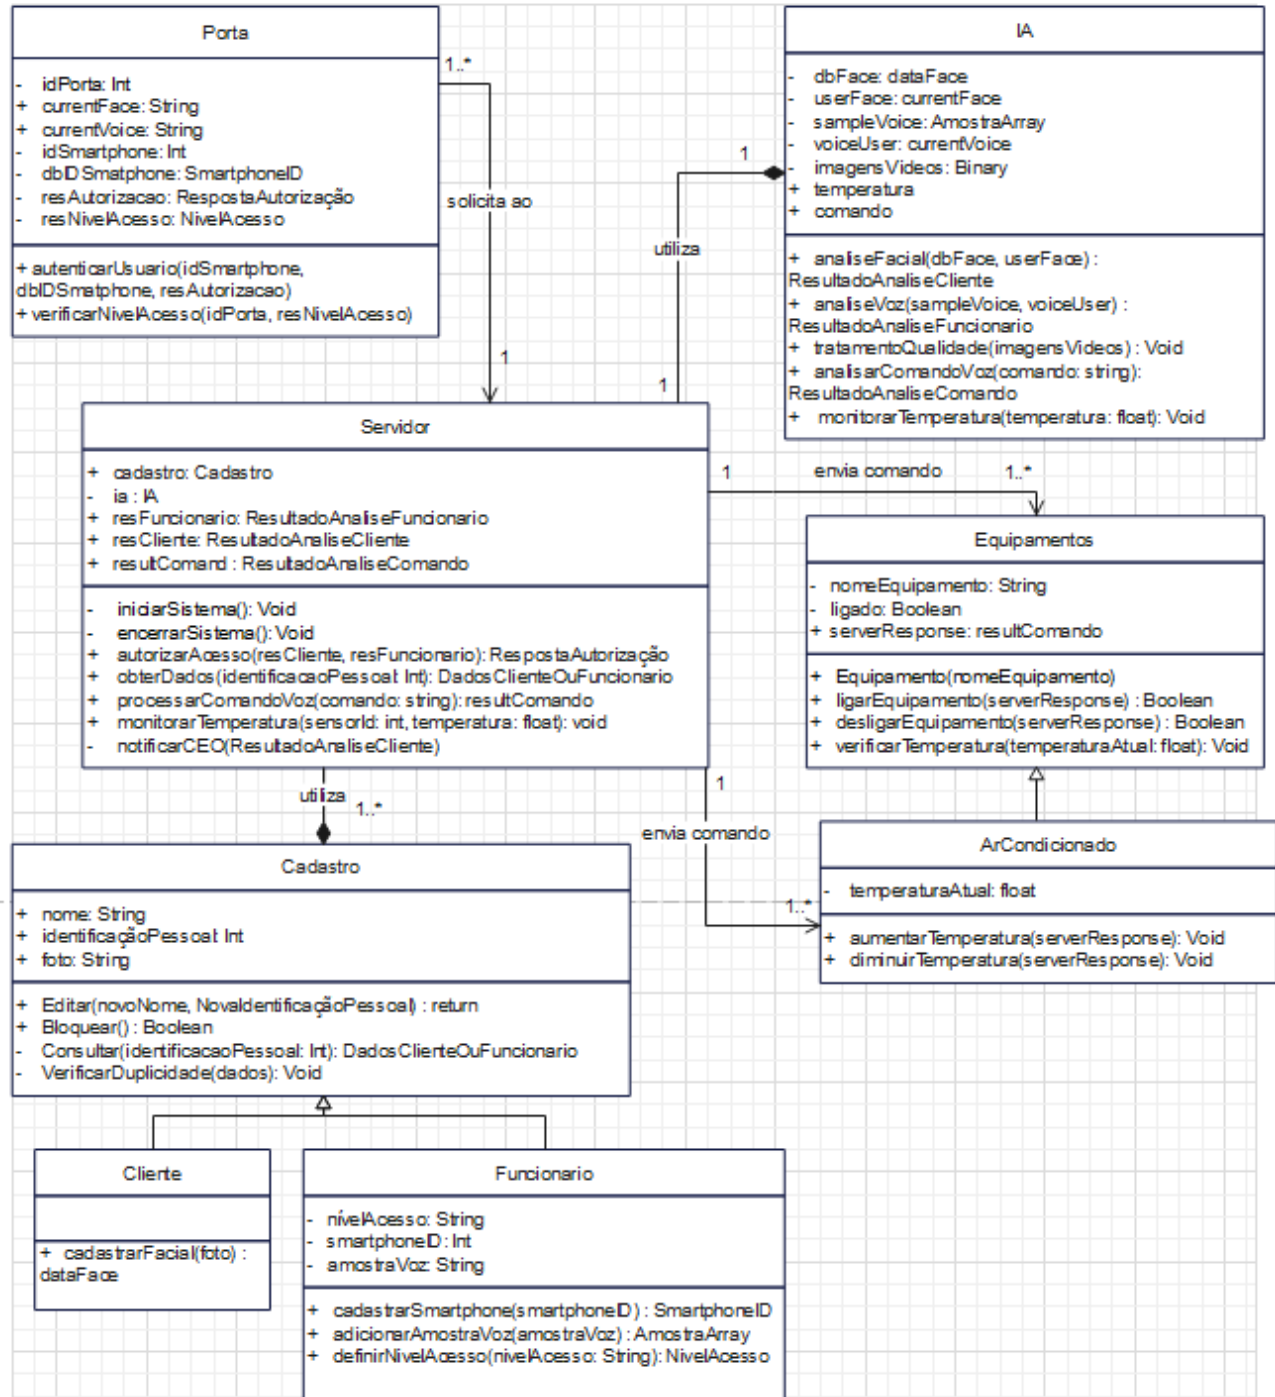 Porta
- idPorta: Int
+ currentFace: String
+ currentVoice: String
- idSmartphone: Int
- dbIDSmatphone: SmartphoneID
- resAutorizacao: RespostaAutorização
- resNivelAcesso: NivelAcesso
+ autenticarUsuario(idSmartphone,
dbIDSmatphone, resAutorizacao)
+ verificarNivelAcesso(idPorta, resNivelAcesso)
1..*
solicita ao
1
IA
- dbFace: dataFace
- userFace: currentFace
- sampleVoice: AmostraArray
- voiceUser: currentVoice
- imagensVideos: Binary
+ temperatura
+ comando
+ analiseFacial(dbFace, userFace) :
ResultadoAnaliseCliente
+ analiseVoz(sampleVoice, voiceUser) :
ResultadoAnaliseFuncionario
+ tratamentoQualidade(imagensVideos) : Void
+ analisarComandoVoz(comando: string):
ResultadoAnaliseComando
+ monitorarTemperatura(temperatura: float): Void
1
utiliza
1
Servidor
+ cadastro: Cadastro
- ia : IA
+ resFuncionario: ResultadoAnaliseFuncionario
+ resCliente: ResultadoAnaliseCliente
+ resultComand : ResultadoAnaliseComando
- iniciarSistema(): Void
- encerrarSistema(): Void
+ autorizarAcesso(resCliente, resFuncionario): RespostaAutorização
+ obterDados(identificacaoPessoal: Int): DadosClienteOuFuncionario
+ processarComandoVoz(comando: string): resultComando
+ monitorarTemperatura(sensorId: int, temperatura: float): void
- notificarCEO(ResultadoAnaliseCliente)
1
envia comando
1..*
Equipamentos
- nomeEquipamento: String
- ligado: Boolean
+ serverResponse: resultComando
+ Equipamento(nomeEquipamento)
+ ligarEquipamento(serverResponse) : Boolean
+ desligarEquipamento(serverResponse) : Boolean
+ verificarTemperatura(temperaturaAtual: float): Void
1
envia comando
1..*
ArCondicionado
- temperaturaAtual: float
+ aumentarTemperatura(serverResponse): Void
+ diminuirTemperatura(serverResponse): Void
utiliza
1..*
Cadastro
+ nome: String
+ identificaçãoPessoal: Int
+ foto: String
+ Editar(novoNome, NovaIdentificaçãoPessoal) : return
+ Bloquear() : Boolean
- Consultar(identificacaoPessoal: Int): DadosClienteOuFuncionario
- VerificarDuplicidade(dados): Void
Cliente
+ cadastrarFacial(foto) :
dataFace
Funcionario
- nívelAcesso: String
- smartphoneID : Int
- amostraVoz: String
+ cadastrarSmartphone(smartphoneID) : SmartphoneID
+ adicionarAmostraVoz(amostraVoz) : AmostraArray
+ definirNivelAcesso(nivelAcesso: String): NivelAcesso